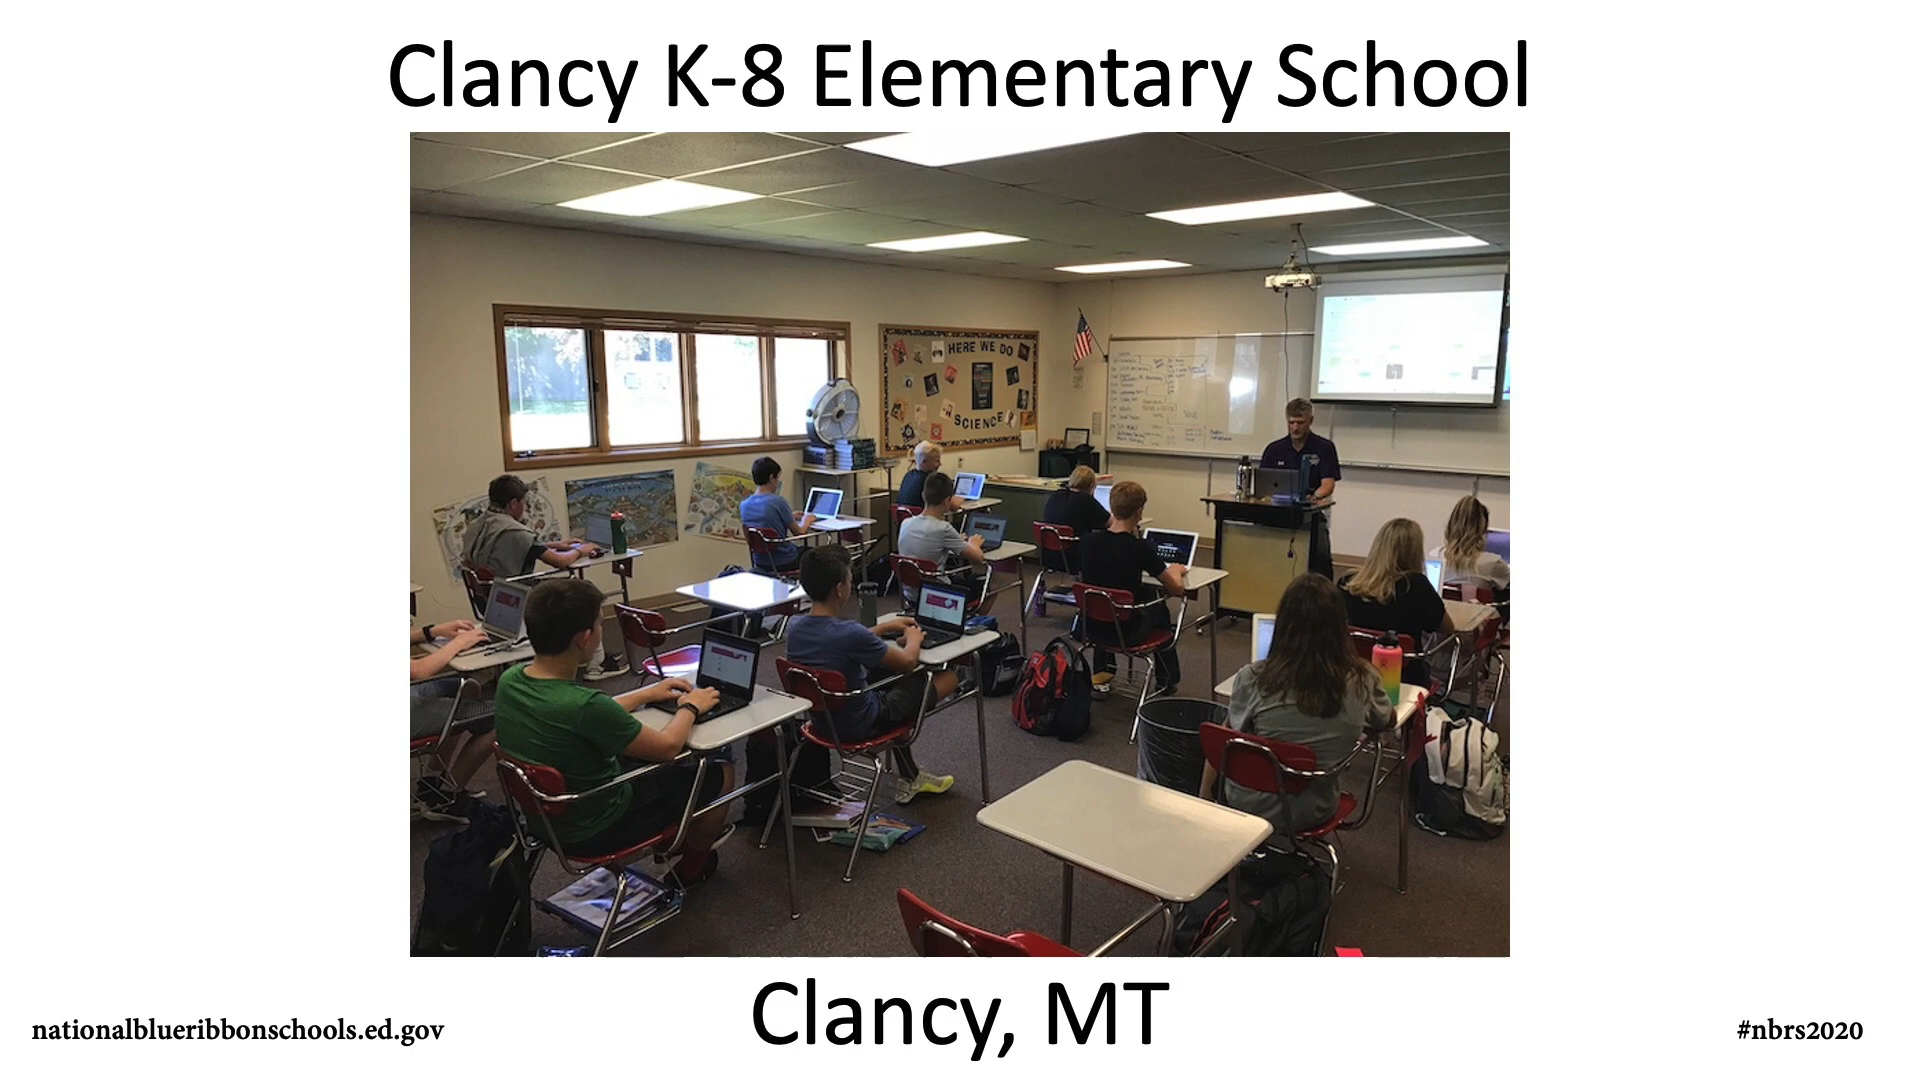 Clancy K-8 Elementary School
HERE WE DO
SCIENCE
Clancy, MT
nationalblueribbonschools.ed.gov
#nbrs2020